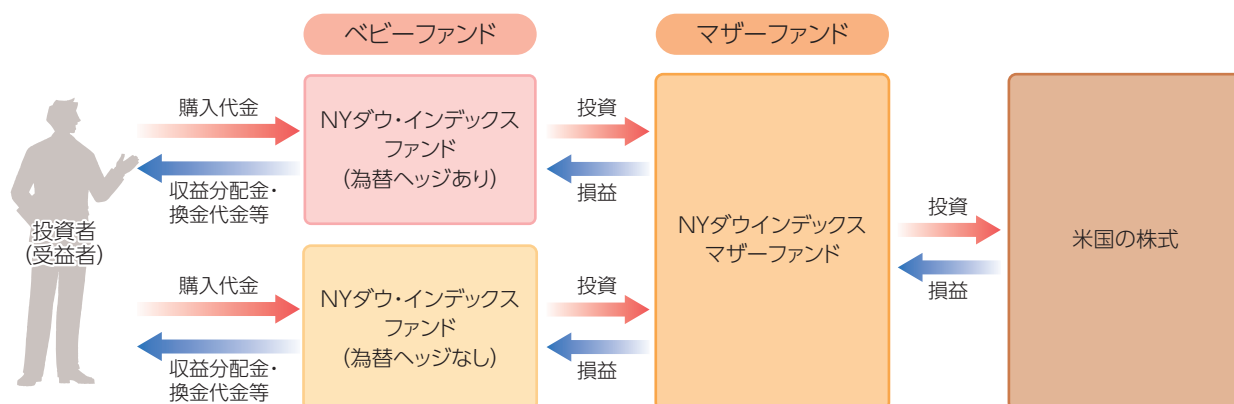 ベビーファンド
マザーファンド
購入代金
収益分配金・
換金代金等
NYダウ・インデックス
ファンド
(為替ヘッジあり)
投資
損益
投資者
(受益者)
購入代金
収益分配金・
換金代金等
NYダウ・インデックス
ファンド
(為替ヘッジなし)
投資
損益
NYダウインデックス
マザーファンド
投資
損益
米国の株式